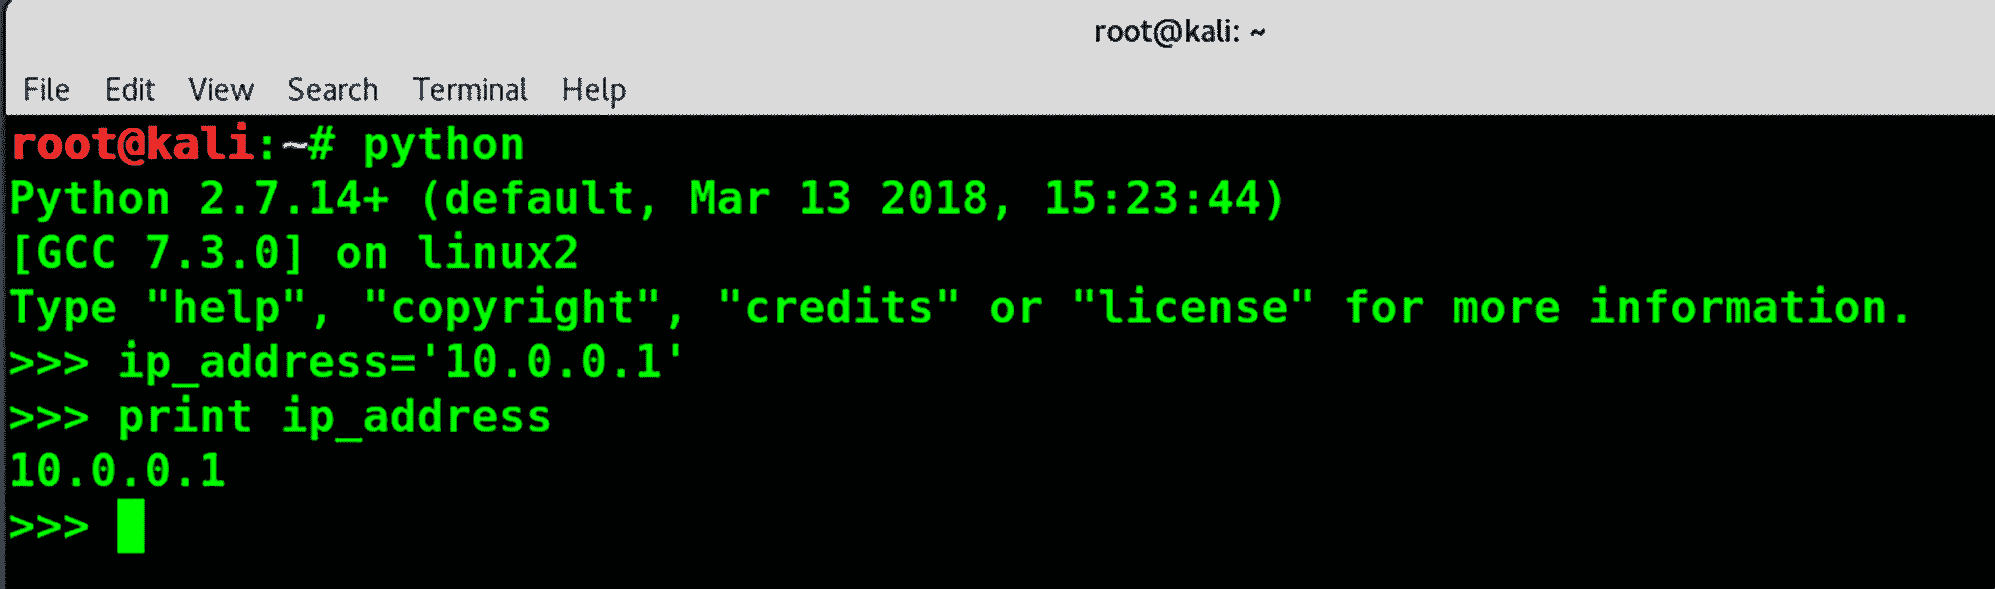 root@kali: ~
File Edit View Search Terminal Help
root@kali:~# python
Python 2.7.14+ (default, Mar 13 2018, 15:23:44)
[GCC 7.3.0] on linux2
Type "help", "copyright", "credits" or "license" for more information.
>>> ip_address='10.0.0.1'
>>> print ip_address
10.0.0.1
>>>